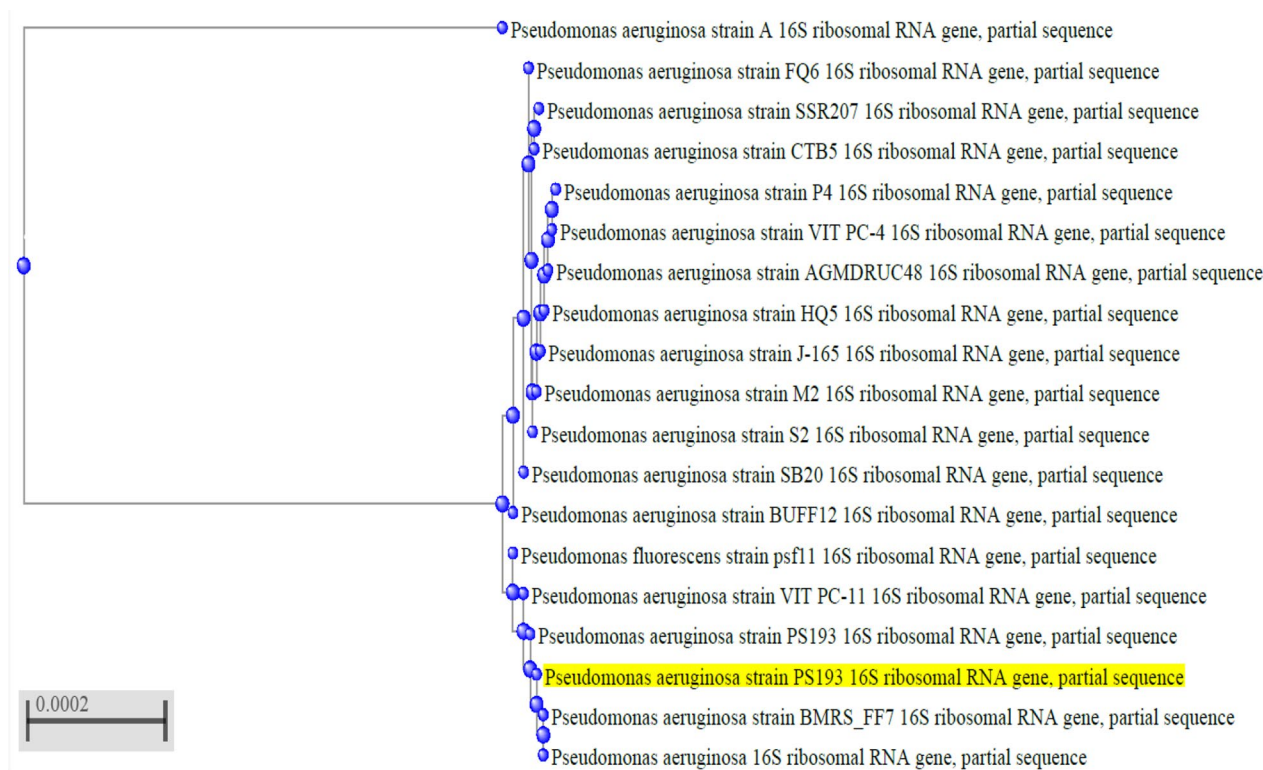 Pseudomonas aeruginosa strain A 16S ribosomal RNA gene, partial sequence
Pseudomonas aeruginosa strain FQ6 16S ribosomal RNA gene, partial sequence
Pseudomonas aeruginosa strain SSR207 16S ribosomal RNA gene, partial sequence
Pseudomonas aeruginosa strain CTB5 16S ribosomal RNA gene, partial sequence
Pseudomonas aeruginosa strain P4 16S ribosomal RNA gene, partial sequence
Pseudomonas aeruginosa strain VIT PC-4 16S ribosomal RNA gene, partial sequence
Pseudomonas aeruginosa strain AGMDRUC48 16S ribosomal RNA gene, partial sequence
Pseudomonas aeruginosa strain HQ5 16S ribosomal RNA gene, partial sequence
Pseudomonas aeruginosa strain J-165 16S ribosomal RNA gene, partial sequence
Pseudomonas aeruginosa strain M2 16S ribosomal RNA gene, partial sequence
Pseudomonas aeruginosa strain S2 16S ribosomal RNA gene, partial sequence
Pseudomonas aeruginosa strain SB20 16S ribosomal RNA gene, partial sequence
Pseudomonas aeruginosa strain BUFF12 16S ribosomal RNA gene, partial sequence
Pseudomonas fluorescens strain psf11 16S ribosomal RNA gene, partial sequence
Pseudomonas aeruginosa strain VIT PC-11 16S ribosomal RNA gene, partial sequence
Pseudomonas aeruginosa strain PS193 16S ribosomal RNA gene, partial sequence
Pseudomonas aeruginosa strain PS193 16S ribosomal RNA gene, partial sequence
Pseudomonas aeruginosa strain BMRS_FF7 16S ribosomal RNA gene, partial sequence
Pseudomonas aeruginosa 16S ribosomal RNA gene, partial sequence
0.0002